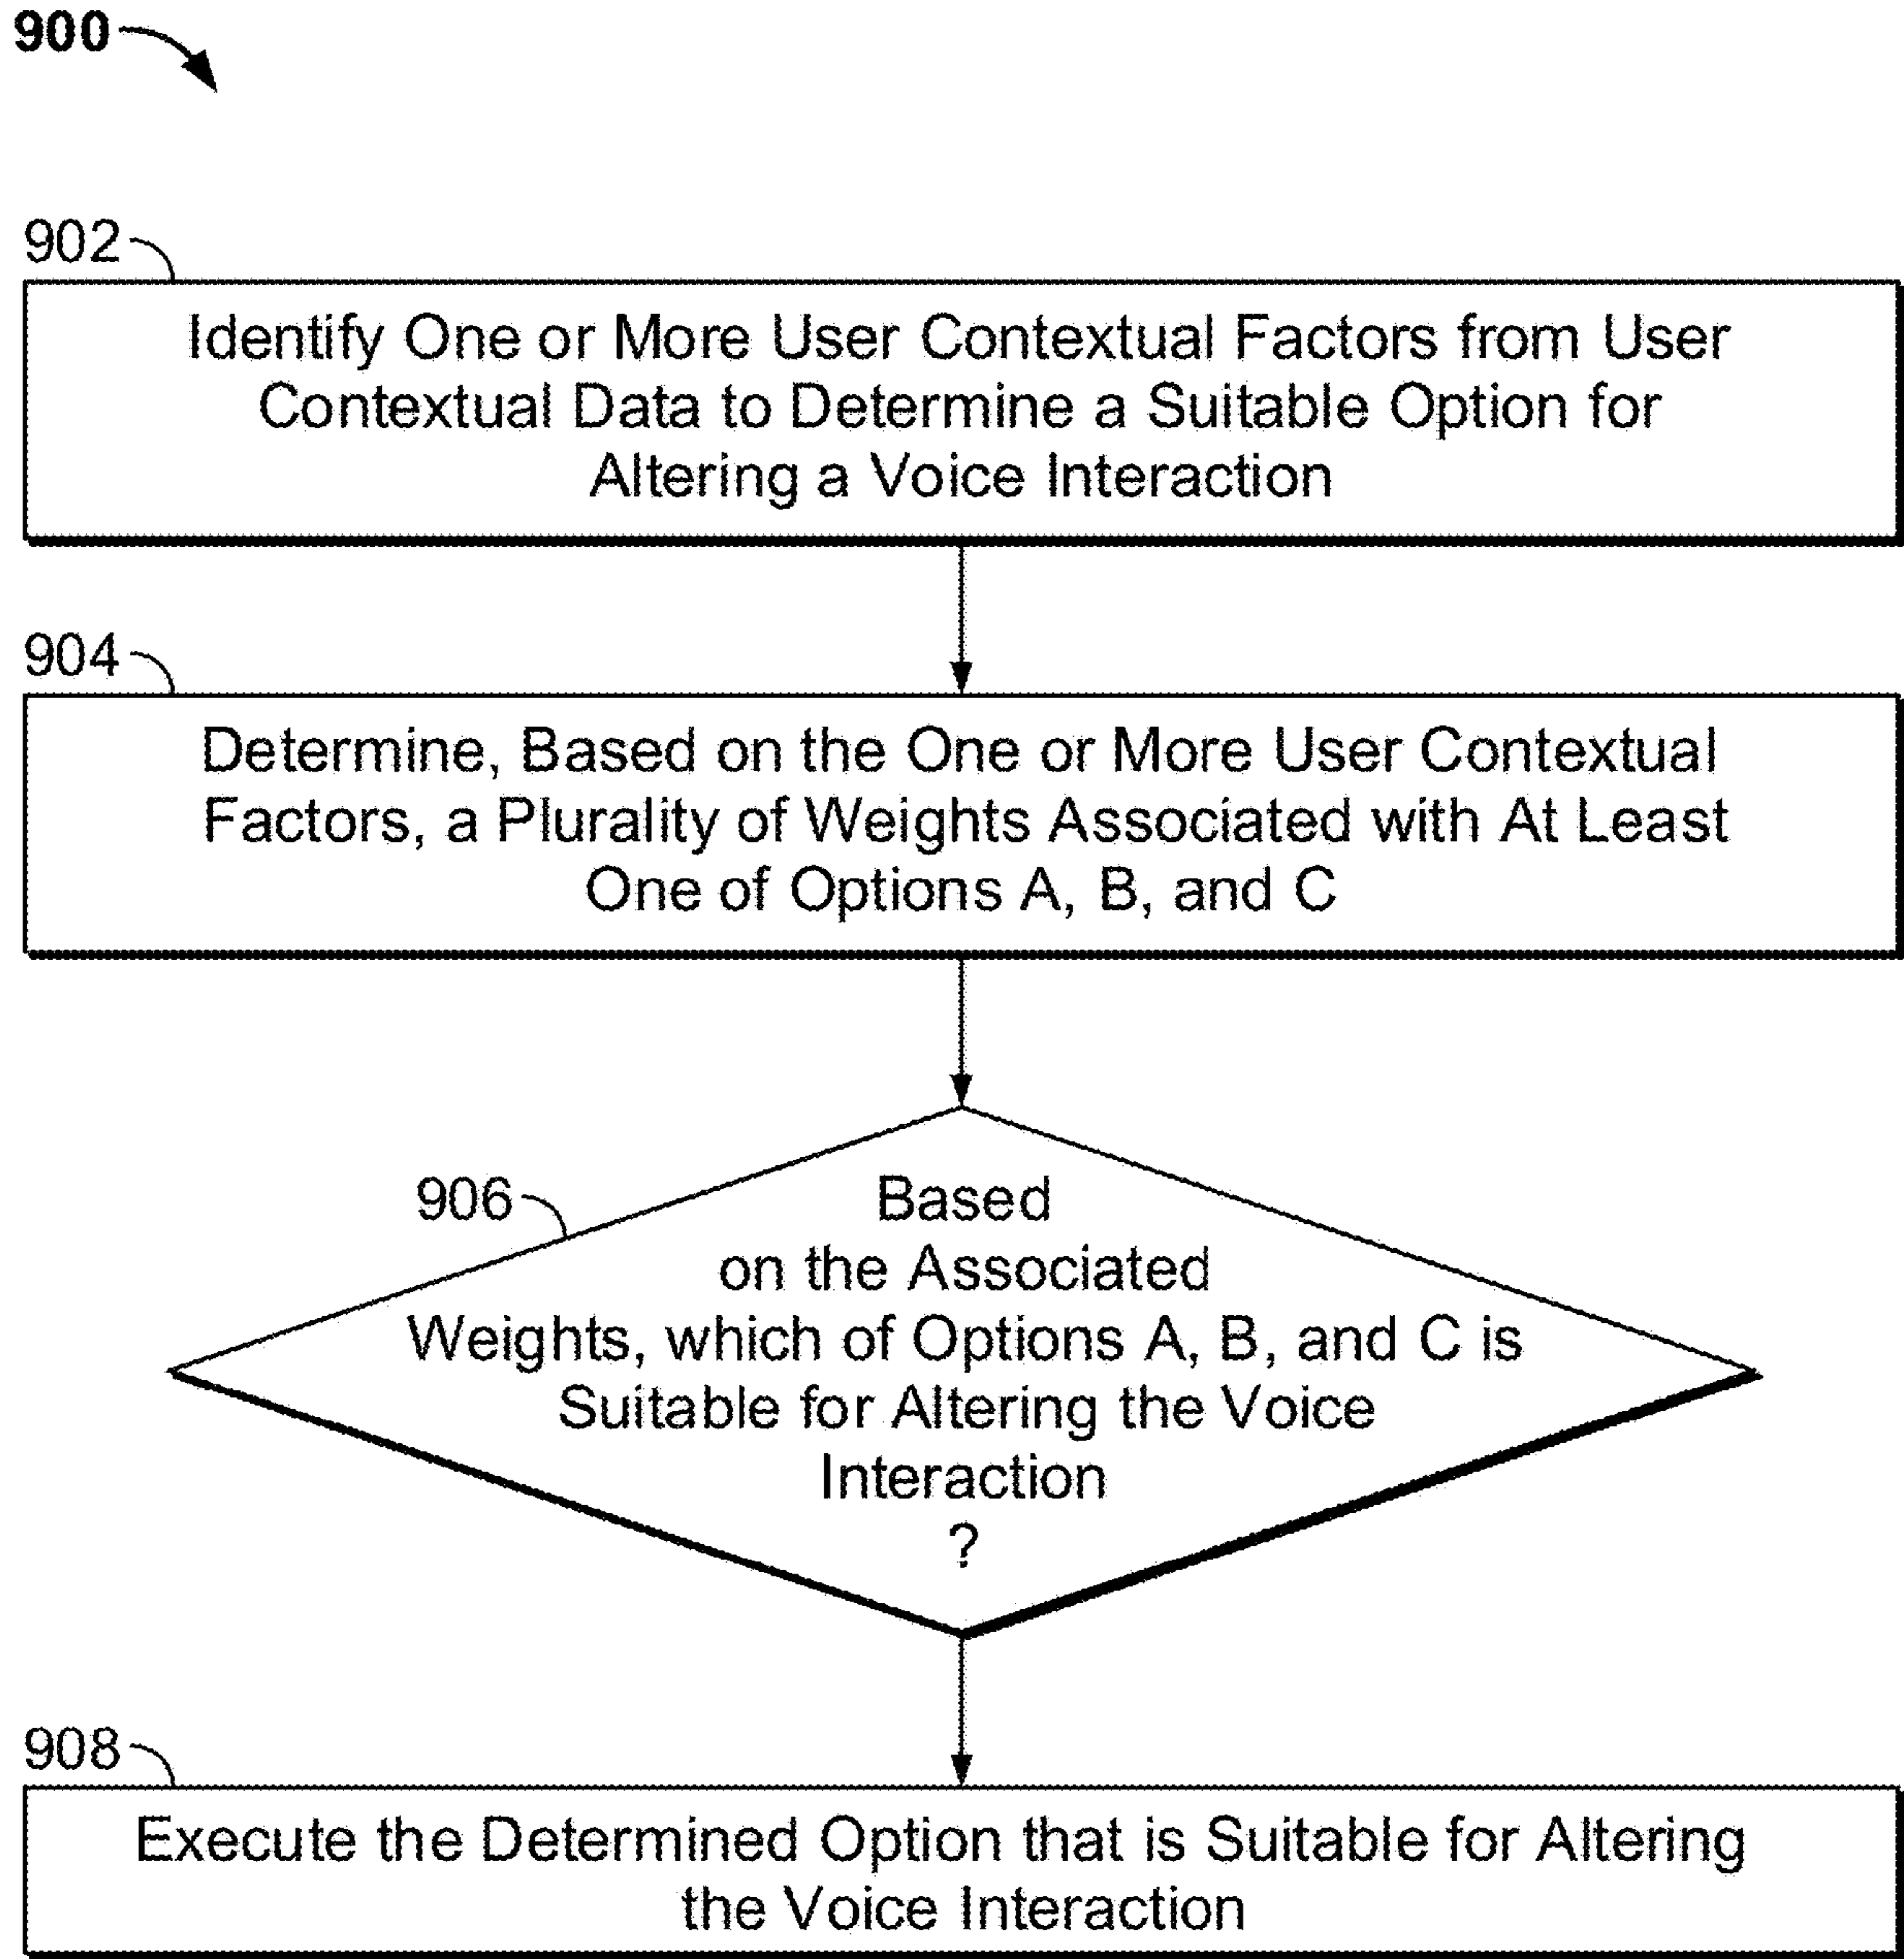 900
902
Identify One or More User Contextual Factors from User
Contextual Data to Determine a Suitable Option for
Altering a Voice Interaction
904
Determine, Based on the One or More User Contextual
Factors, a Plurality of Weights Associated with At Least
One of Options A, B, and C
906
Based
on the Associated
Weights, which of Options A, B, and C is
Suitable for Altering the Voice
Interaction
?
908
Execute the Determined Option that is Suitable for Altering
the Voice Interaction